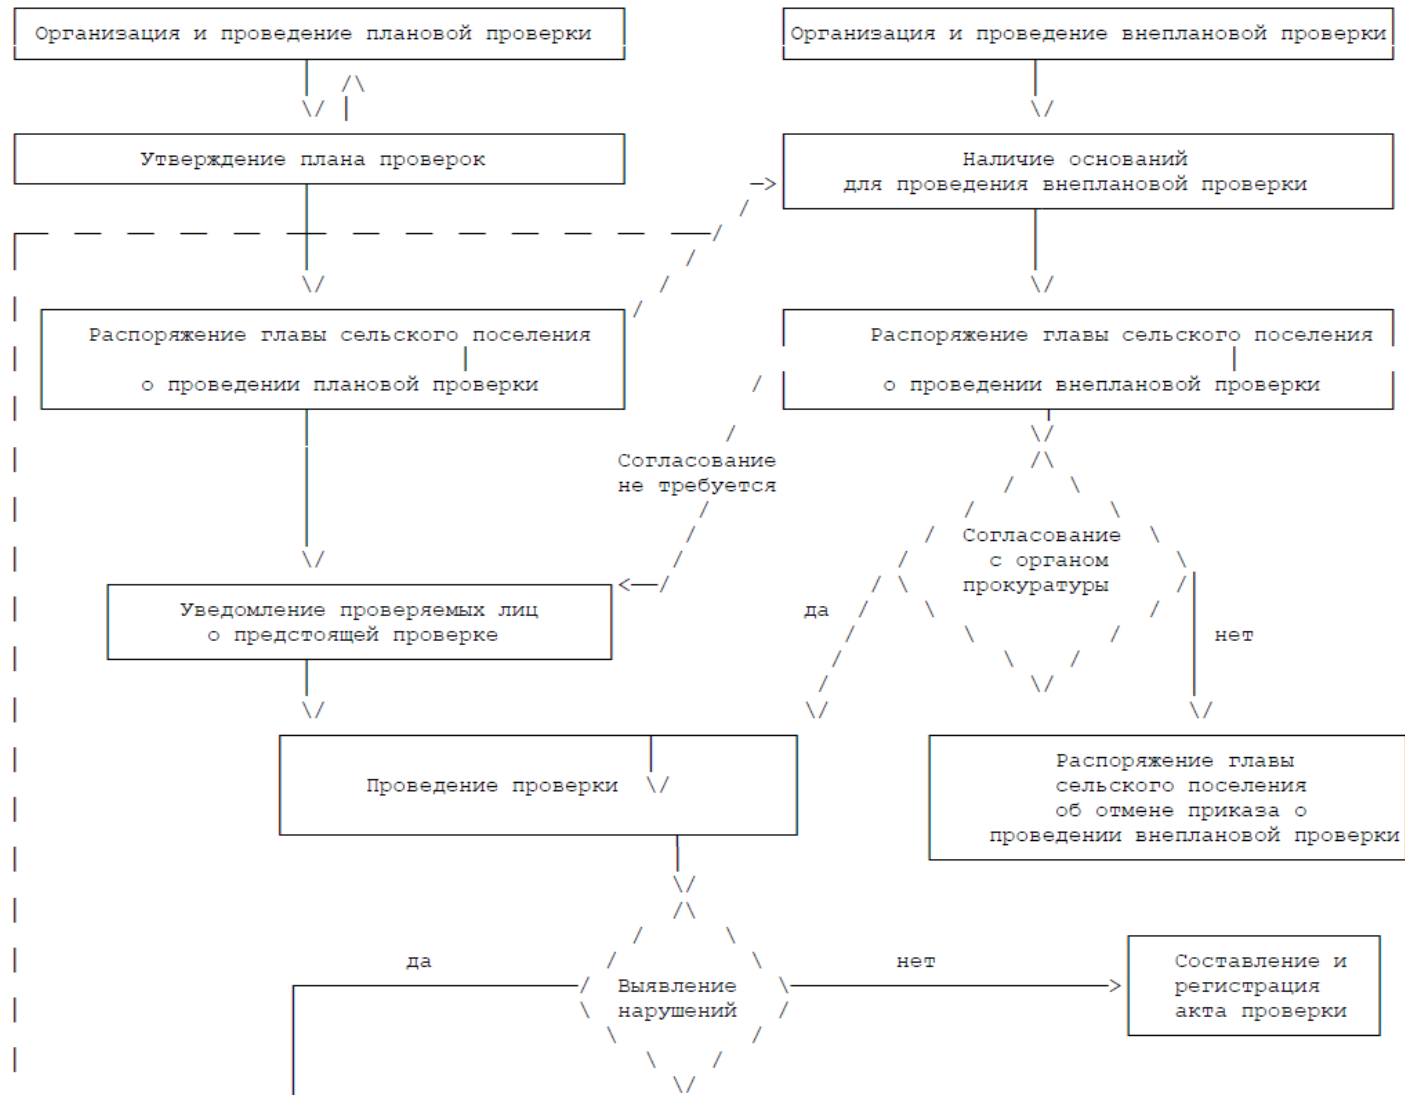 Организация и проведение плановой проверки
Организация и проведение внеплановой проверки
Утверждение плана проверок
Наличие оснований
для проведения внеплановой проверки
Распоряжение главы сельского поселения
о проведении плановой проверки
Распоряжение главы сельского поселения
о проведении внеплановой проверки
Согласование
не требуется
Согласование
с органом
прокуратуры
да
нет
Уведомление проверяемых лиц
о предстоящей проверке
Проведение проверки
Распоряжение главы
сельского поселения
об отмене приказа о
проведении внеплановой проверки
да
Выявление
нарушений
нет
Составление и
регистрация
акта проверки